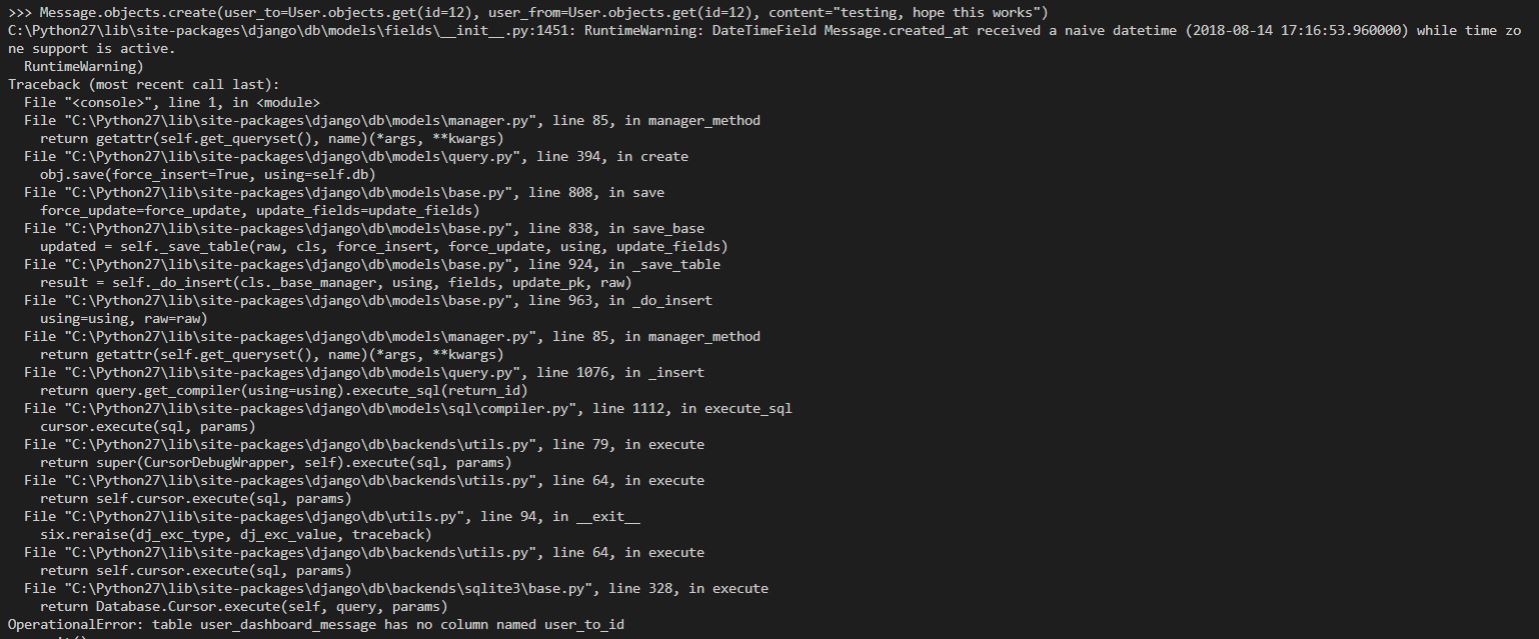 >>> Message.objects.create(user_to=User.objects.get(id=12), user_from=User.objects.get(id=12), content="testing, hope this works")
C:\Python27\lib\site-packages\django\db\models\fields\__init__.py:1451: RuntimeWarning: DateTimeField Message.created_at received a naive datetime (2018-08-14 17:16:53.960000) while time zo
ne support is active.
  RuntimeWarning)
Traceback (most recent call last):
  File "<console>", line 1, in <module>
  File "C:\Python27\lib\site-packages\django\db\models\manager.py", line 85, in manager_method
    return getattr(self.get_queryset(), name)(*args, **kwargs)
  File "C:\Python27\lib\site-packages\django\db\models\query.py", line 394, in create
    obj.save(force_insert=True, using=self.db)
  File "C:\Python27\lib\site-packages\django\db\models\base.py", line 808, in save
    force_update=force_update, update_fields=update_fields)
  File "C:\Python27\lib\site-packages\django\db\models\base.py", line 838, in save_base
    updated = self._save_table(raw, cls, force_insert, force_update, using, update_fields)
  File "C:\Python27\lib\site-packages\django\db\models\base.py", line 924, in _save_table
    result = self._do_insert(cls._base_manager, using, fields, update_pk, raw)
  File "C:\Python27\lib\site-packages\django\db\models\base.py", line 963, in _do_insert
    using=using, raw=raw)
  File "C:\Python27\lib\site-packages\django\db\models\manager.py", line 85, in manager_method
    return getattr(self.get_queryset(), name)(*args, **kwargs)
  File "C:\Python27\lib\site-packages\django\db\models\query.py", line 1076, in _insert
    return query.get_compiler(using=using).execute_sql(return_id)
  File "C:\Python27\lib\site-packages\django\db\models\sql\compiler.py", line 1112, in execute_sql
    cursor.execute(sql, params)
  File "C:\Python27\lib\site-packages\django\db\backends\utils.py", line 79, in execute
    return super(CursorDebugWrapper, self).execute(sql, params)
  File "C:\Python27\lib\site-packages\django\db\backends\utils.py", line 64, in execute
    return self.cursor.execute(sql, params)
  File "C:\Python27\lib\site-packages\django\db\utils.py", line 94, in __exit__
    six.reraise(dj_exc_type, dj_exc_value, traceback)
  File "C:\Python27\lib\site-packages\django\db\backends\utils.py", line 64, in execute
    return self.cursor.execute(sql, params)
  File "C:\Python27\lib\site-packages\django\db\backends\sqlite3\base.py", line 328, in execute
    return Database.Cursor.execute(self, query, params)
OperationalError: table user_dashboard_message has no column named user_to_id